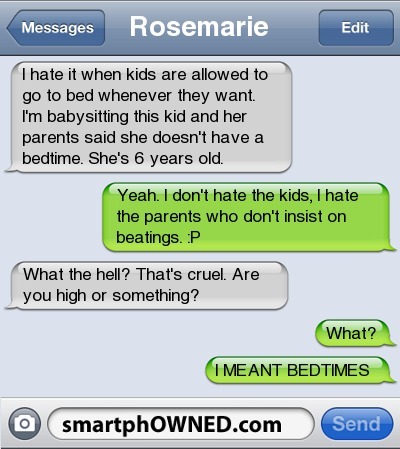 Messages
Rosemarie
Edit
I hate it when kids are allowed to
go to bed whenever they want.
I'm babysitting this kid and her
parents said she doesn't have a
bedtime. She's 6 years old.
Yeah. I don't hate the kids, I hate
the parents who don't insist on
beatings. :P
What the hell? That's cruel. Are
you high or something?
What?
I MEANT BEDTIMES
smartphOWNED.com
Send